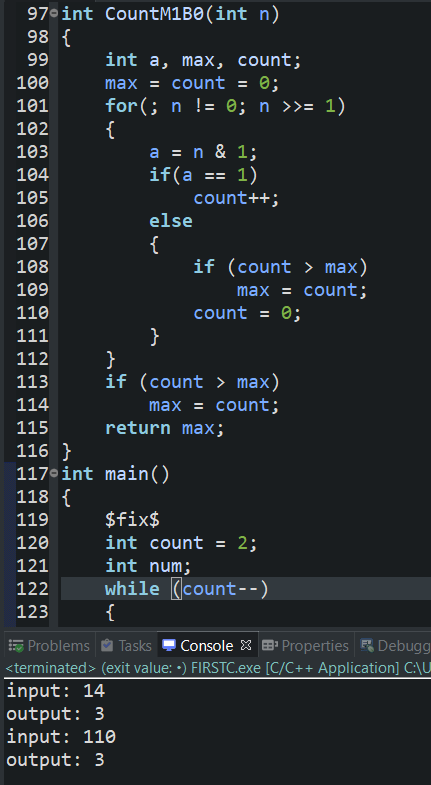 97 int CountM1B0(int n)
98 {
99     int a, max, count;
100     max = count = 0;
101     for(; n != 0; n >>= 1)
102     {
103         a = n & 1;
104         if(a == 1)
105             count++;
106         else
107         {
108             if (count > max)
109                 max = count;
110             count = 0;
111         }
112     }
113     if (count > max)
114         max = count;
115     return max;
116 }
117 int main()
118 {
119     $fix$
120     int count = 2;
121     int num;
122     while (count--)
123     {
Problems Tasks Console Properties Debugg
<terminated> (exit value: •) FIRSTC.exe [C/C++ Application] C:\U
input: 14
output: 3
input: 110
output: 3